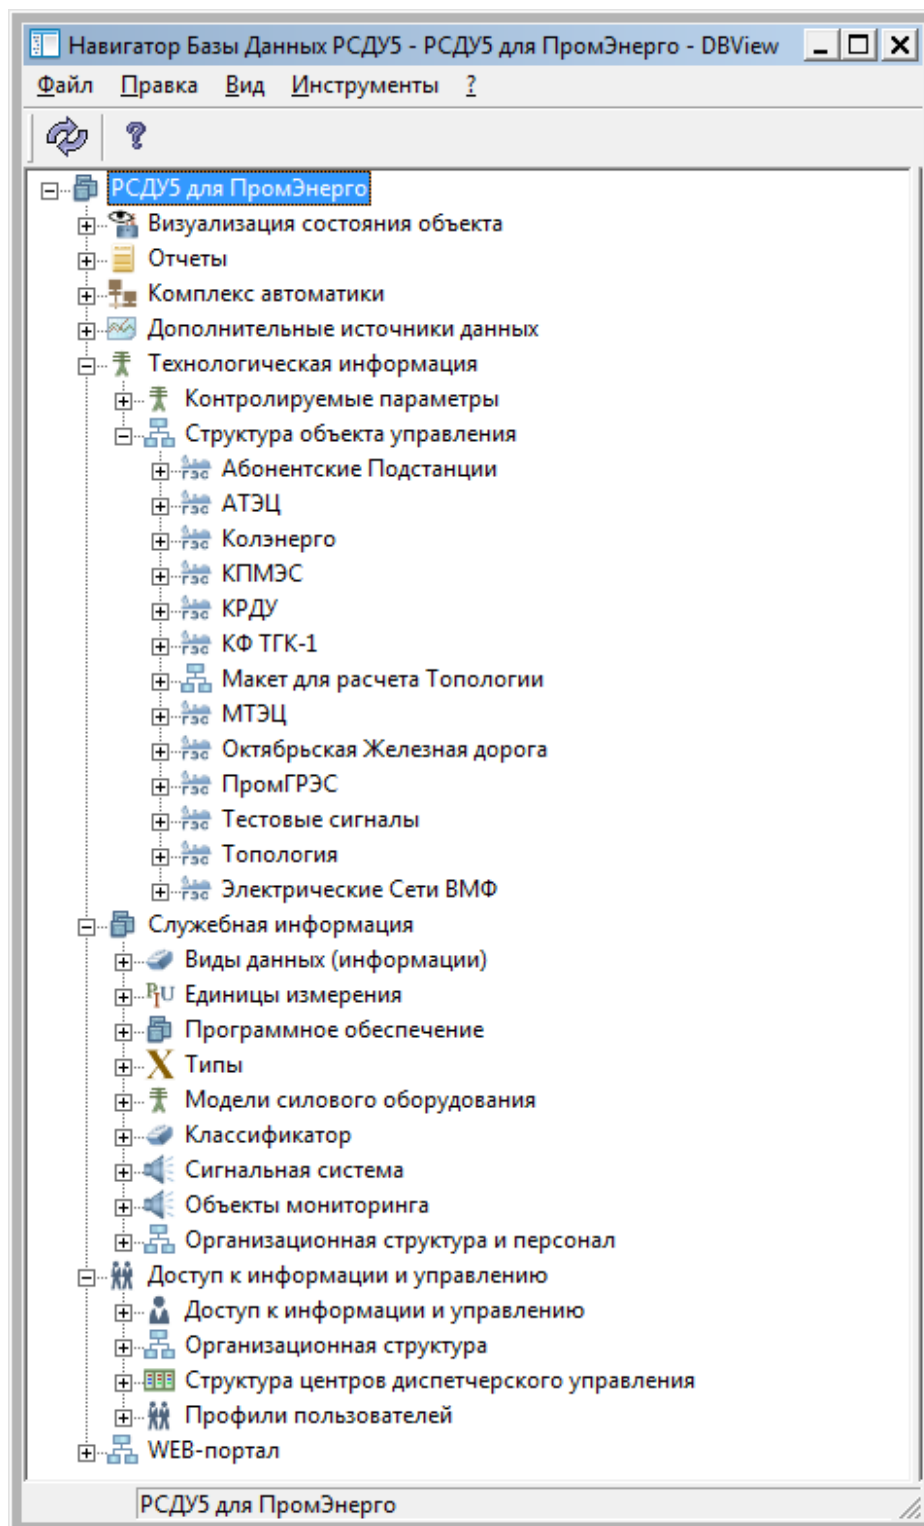 Навигатор Базы Данных РСДУ5 - РСДУ5 для ПромЭнерго - DBView
Файл Правка Вид Инструменты ?
РСДУ5 для ПромЭнерго
Визуализация состояния объекта
Отчеты
Комплекс автоматики
Дополнительные источники данных
Технологическая информация
Контролируемые параметры
Структура объекта управления
Абонентские Подстанции
АТЭЦ
Колэнерго
КПМЭС
КРДУ
КФ ТГК-1
Макет для расчета Топологии
МТЭЦ
Октябрьская Железная дорога
ПромГРЭС
Тестовые сигналы
Топология
Электрические Сети ВМФ
Служебная информация
Виды данных (информации)
Единицы измерения
Программное обеспечение
Типы
Модели силового оборудования
Классификатор
Сигнальная система
Объекты мониторинга
Организационная структура и персонал
Доступ к информации и управлению
Доступ к информации и управлению
Организационная структура
Структура центров диспетчерского управления
Профили пользователей
WEB-портал
РСДУ5 для ПромЭнерго